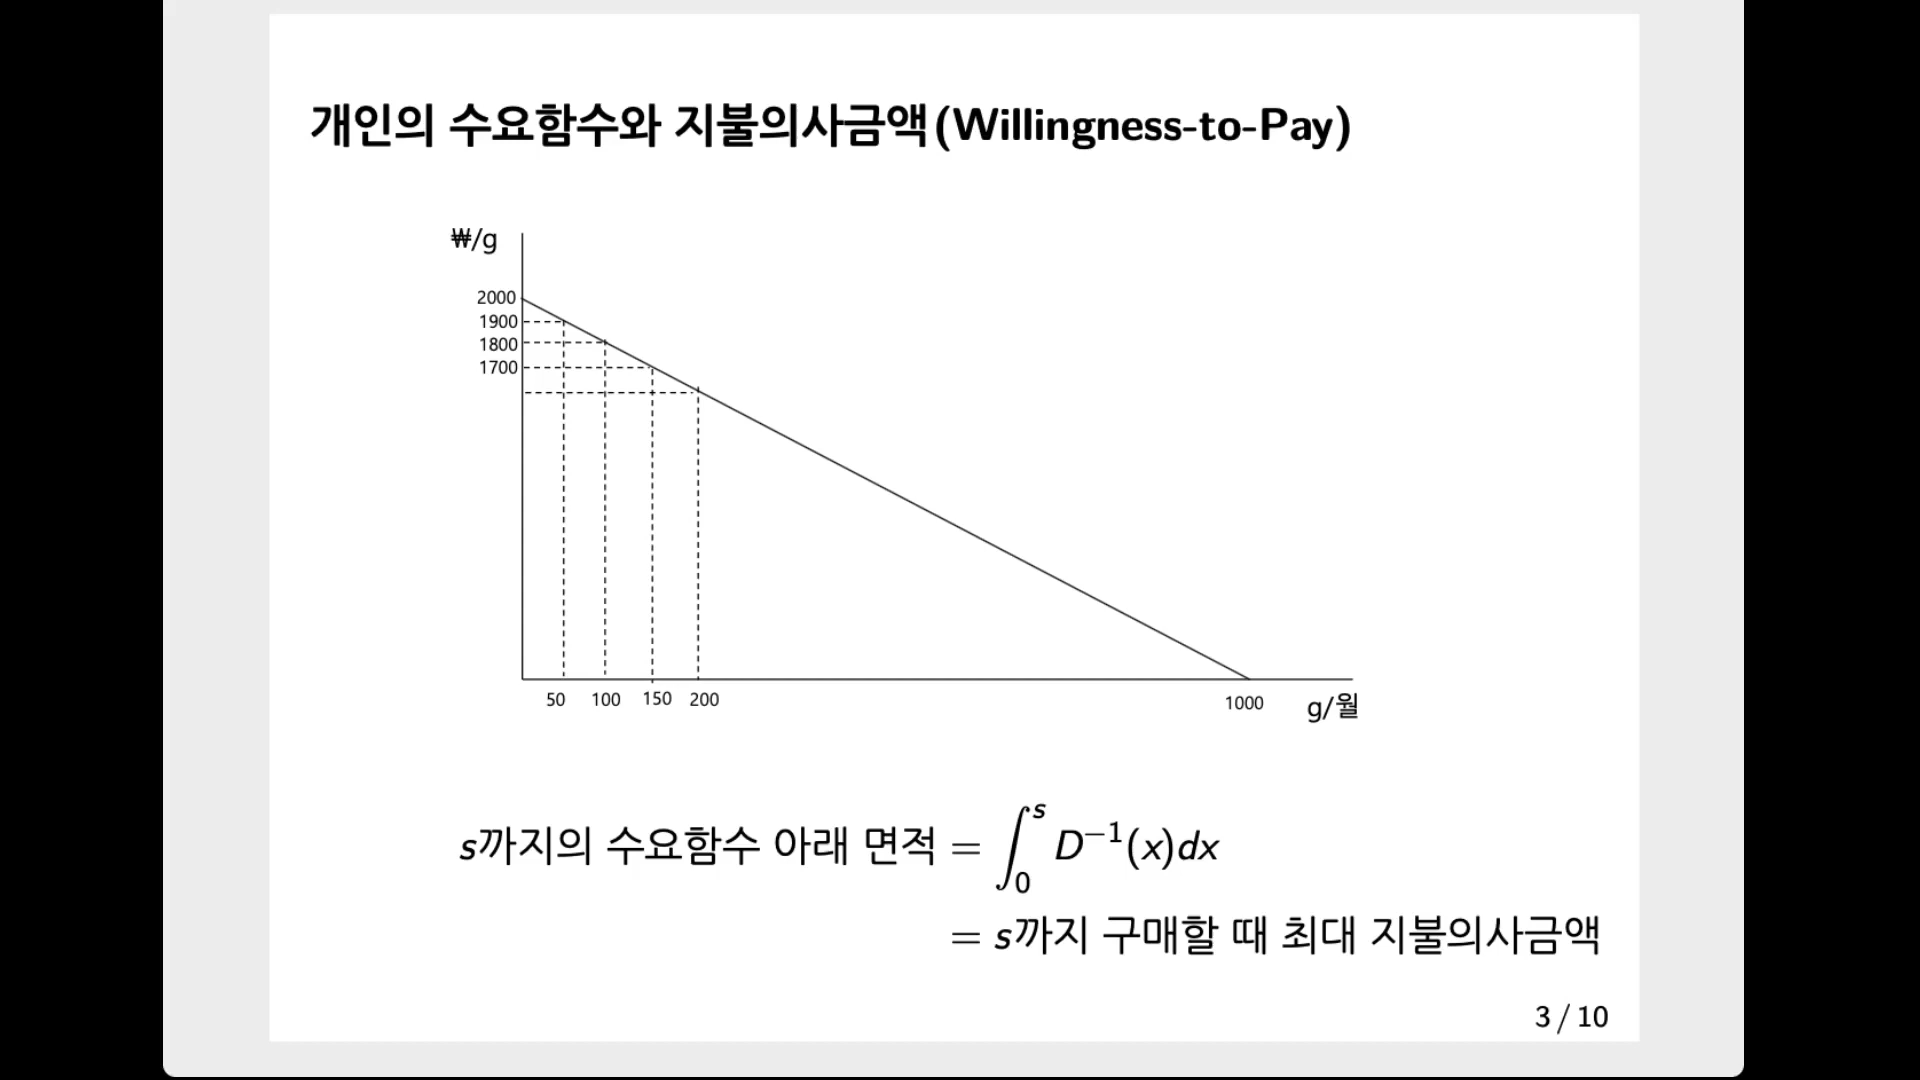 개인의 수요함수와 지불의사금액(Willingness-to-Pay)
₩/g
2000
1900
1800
1700
50 100 150 200 1000 g/월
s까지의 수요함수 아래 면적 = ∫₀ˢ D⁻¹(x)dx
= s까지 구매할 때 최대 지불의사금액
3 / 10